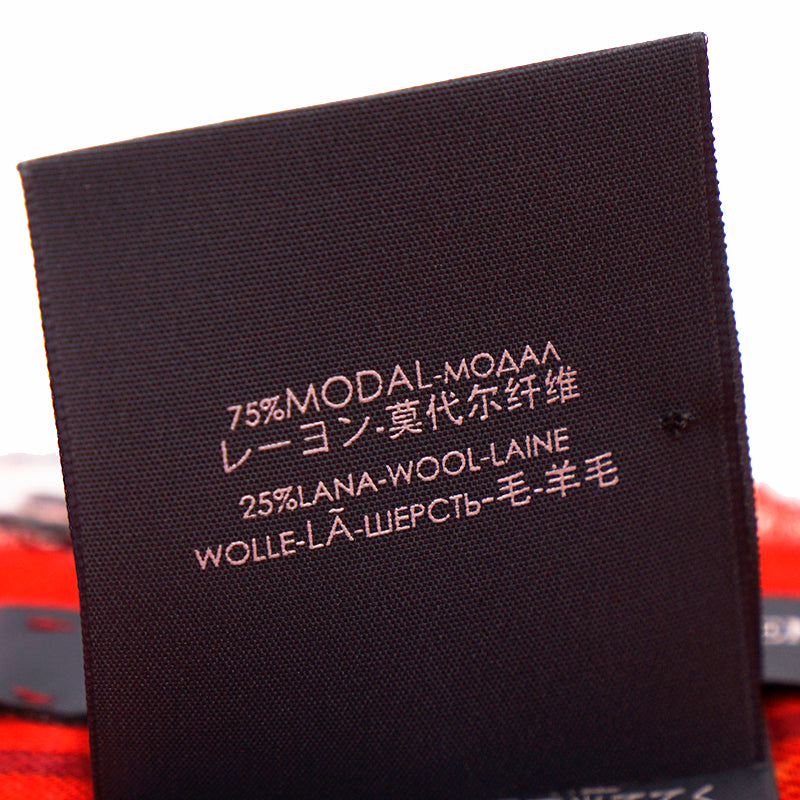 75%MODAL-МОДАЛ
レーヨン-莫代尔纤维
25%LANA-WOOL-LAINE
WOLLE-LÃ-ШЕРСТЬ-毛-羊毛